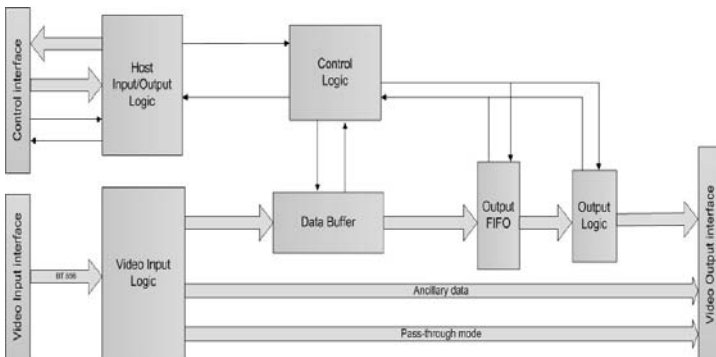 Control interface
Host
Input/Output
Logic
Control
Logic
Video Input interface
BT.656
Video Input
Logic
Data Buffer
Output
FIFO
Output
Logic
Video Output interface
Ancillary data
Pass-through mode